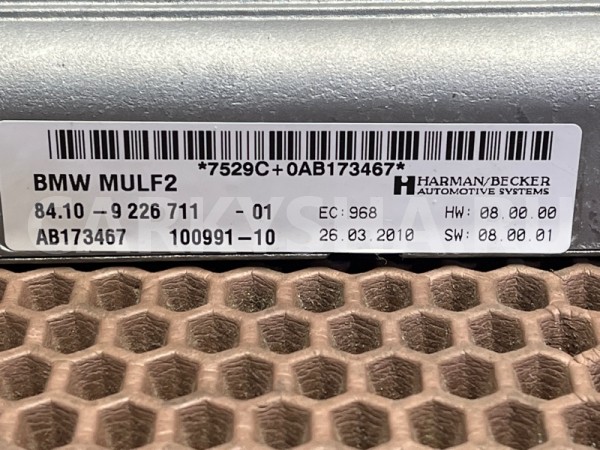 *7529C+0AB173467*
BMW MULF2
HARMAN/BECKER
AUTOMOTIVE SYSTEMS
84.10 -9 226 711 -01 EC: 968 HW: 08.00.00
AB173467 100991-10 26.03.2010 SW: 08.00.01